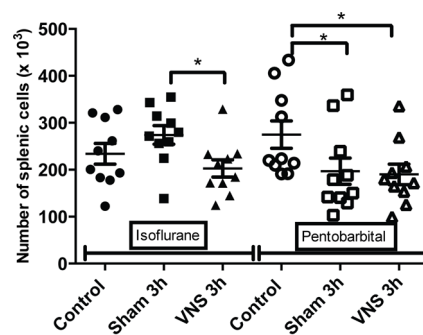 Number of splenic cells (x 10³)
500
400
300
200
100
0
*
*
*
Isoflurane
Pentobarbital
Control
Sham 3h
VNS 3h
Control
Sham 3h
VNS 3h